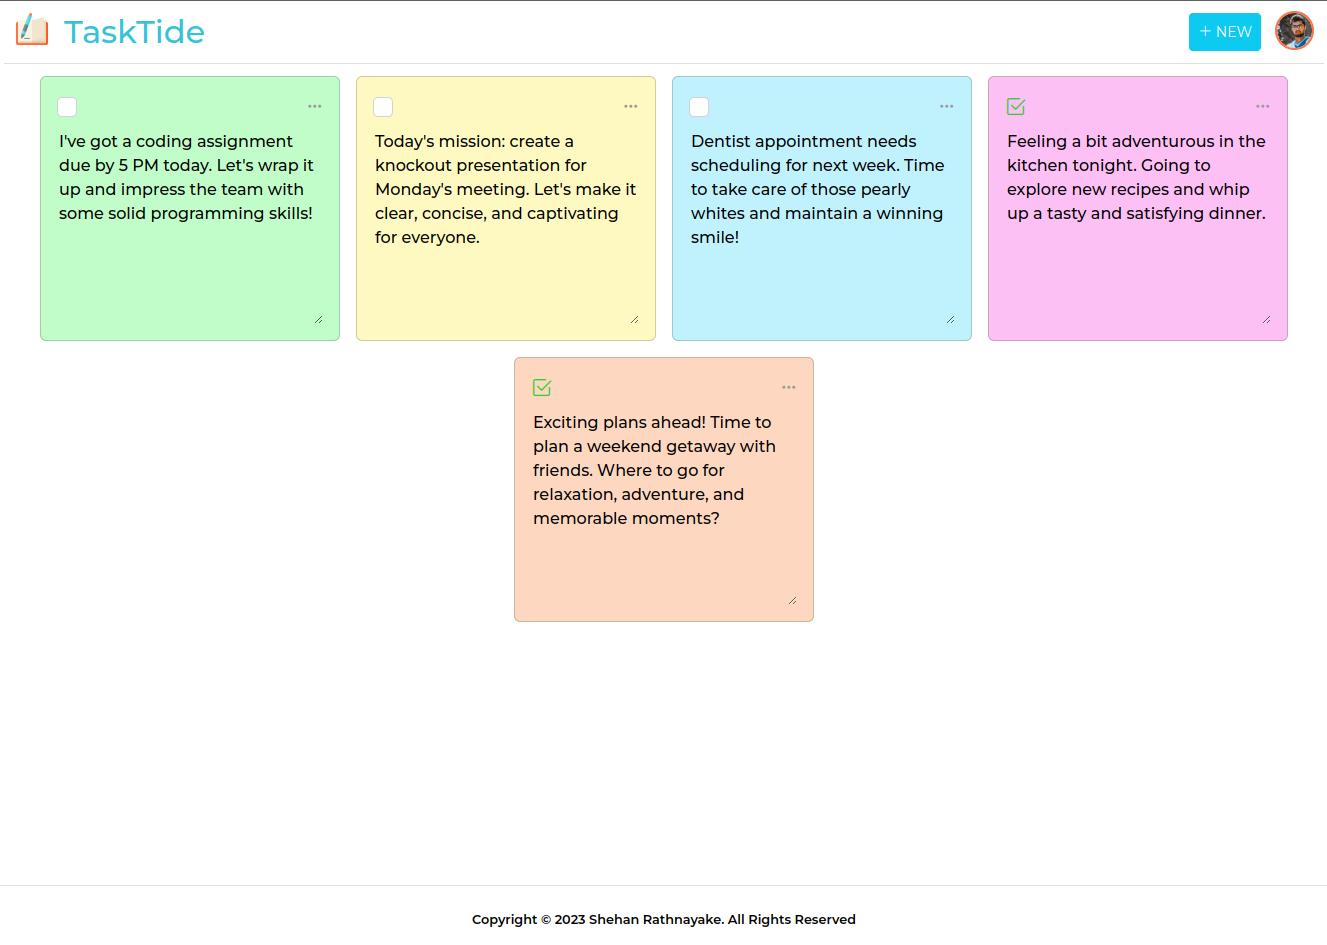 TaskTide
+ NEW
I've got a coding assignment
due by 5 PM today. Let's wrap it
up and impress the team with
some solid programming skills!
Today's mission: create a
knockout presentation for
Monday's meeting. Let's make it
clear, concise, and captivating
for everyone.
Dentist appointment needs
scheduling for next week. Time
to take care of those pearly
whites and maintain a winning
smile!
Feeling a bit adventurous in the
kitchen tonight. Going to
explore new recipes and whip
up a tasty and satisfying dinner.
Exciting plans ahead! Time to
plan a weekend getaway with
friends. Where to go for
relaxation, adventure, and
memorable moments?
Copyright © 2023 Shehan Rathnayake. All Rights Reserved